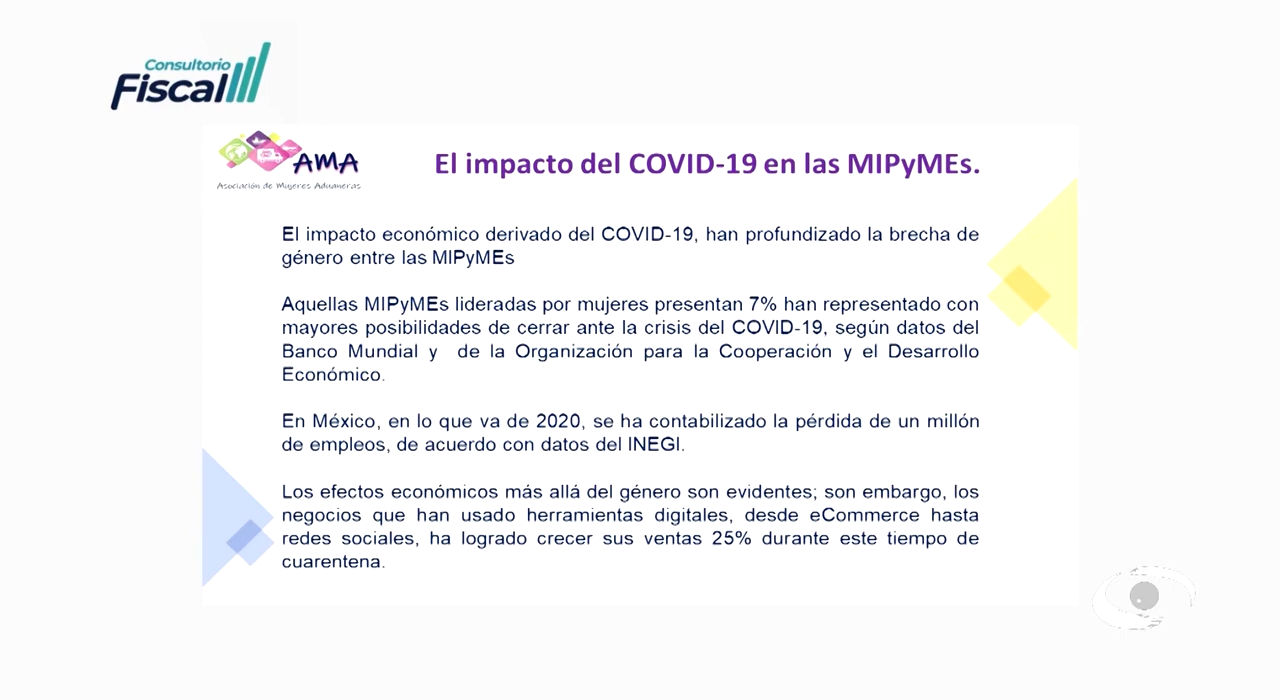 Consultorio
Fiscal
AMA
Asociación de Mujeres Aduaneras
El impacto del COVID-19 en las MIPyMEs.
El impacto económico derivado del COVID-19, han profundizado la brecha de
género entre las MIPyMEs
Aquellas MIPyMEs lideradas por mujeres presentan 7% han representado con
mayores posibilidades de cerrar ante la crisis del COVID-19, según datos del
Banco Mundial y de la Organización para la Cooperación y el Desarrollo
Económico.
En México, en lo que va de 2020, se ha contabilizado la pérdida de un millón
de empleos, de acuerdo con datos del INEGI.
Los efectos económicos más allá del género son evidentes; son embargo, los
negocios que han usado herramientas digitales, desde eCommerce hasta
redes sociales, ha logrado crecer sus ventas 25% durante este tiempo de
cuarentena.